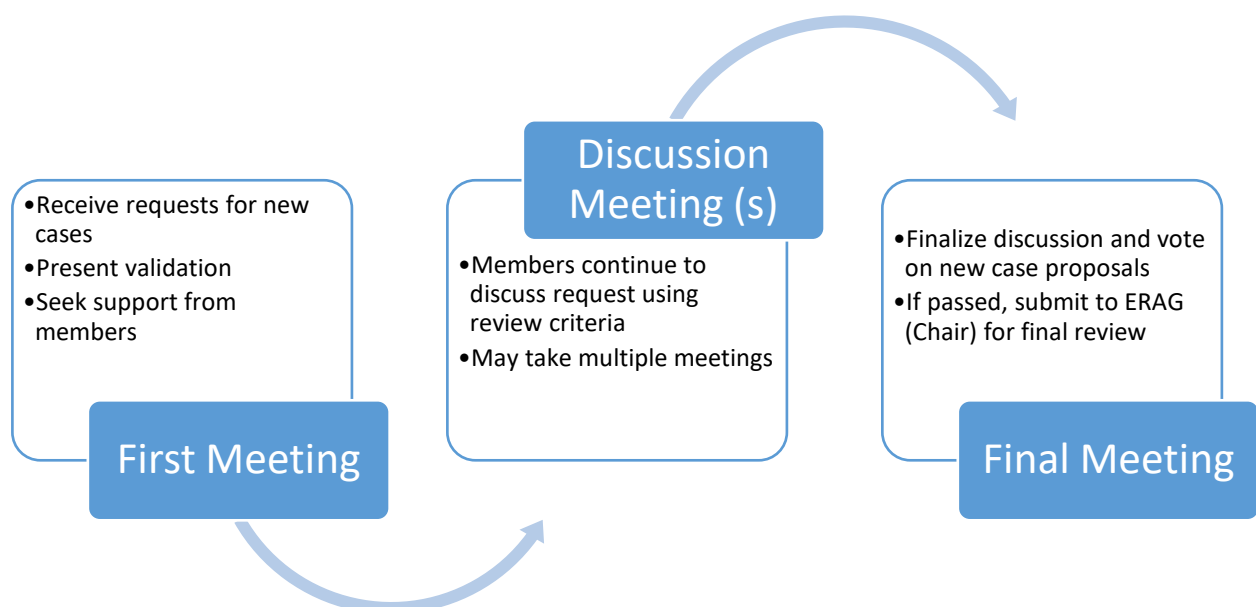 •Receive requests for new
cases
•Present validation
•Seek support from
members
First Meeting
Discussion
Meeting (s)
•Members continue to
discuss request using
review criteria
•May take multiple meetings
•Finalize discussion and vote
on new case proposals
•If passed, submit to ERAG
(Chair) for final review
Final Meeting